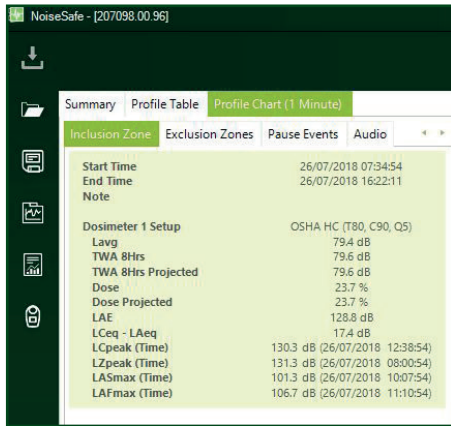 NoiseSafe - [207098.00.96]
Summary Profile Table Profile Chart (1 Minute)
Inclusion Zone Exclusion Zones Pause Events Audio
Start Time 26/07/2018 07:34:54
End Time 26/07/2018 16:22:11
Note
Dosimeter 1 Setup OSHA HC (T80, C90, Q5)
Lavg 79.4 dB
TWA 8Hrs 79.6 dB
TWA 8Hrs Projected 79.6 dB
Dose 23.7 %
Dose Projected 23.7 %
LAE 128.8 dB
LCeq - LAeq 17.4 dB
LCpeak (Time) 130.3 dB (26/07/2018 12:38:54)
LZpeak (Time) 131.3 dB (26/07/2018 08:00:54)
LASmax (Time) 101.3 dB (26/07/2018 10:07:54)
LAFmax (Time) 106.7 dB (26/07/2018 11:10:54)